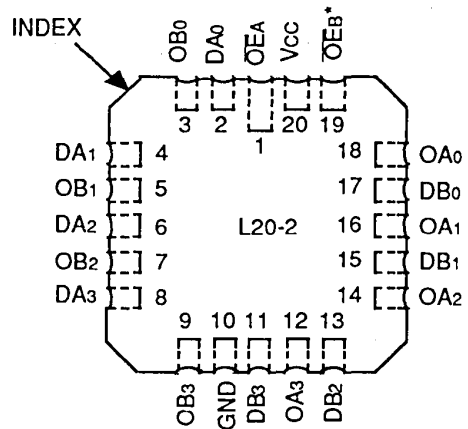 INDEX
OB0 DA0 OEA VCC OEB*
3 2 1 20 19
DA1 4 18 OA0
OB1 5 17 DB0
DA2 6 L20-2 16 OA1
OB2 7 15 DB1
DA3 8 14 OA2
9 10 11 12 13
OB3 GND DB3 OA3 DB2